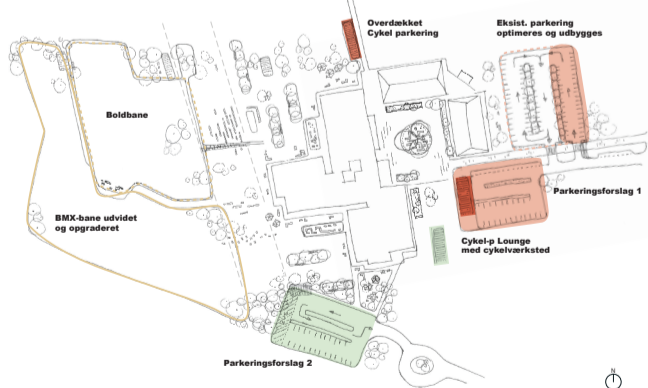 Overdækket
Cykel parkering
Eksist. parkering
optimeres og udbygges
Boldbane
Parkeringsforslag 1
BMX-bane udvidet
og opgraderet
Cykel-p Lounge
med cykelværksted
Parkeringsforslag 2
N